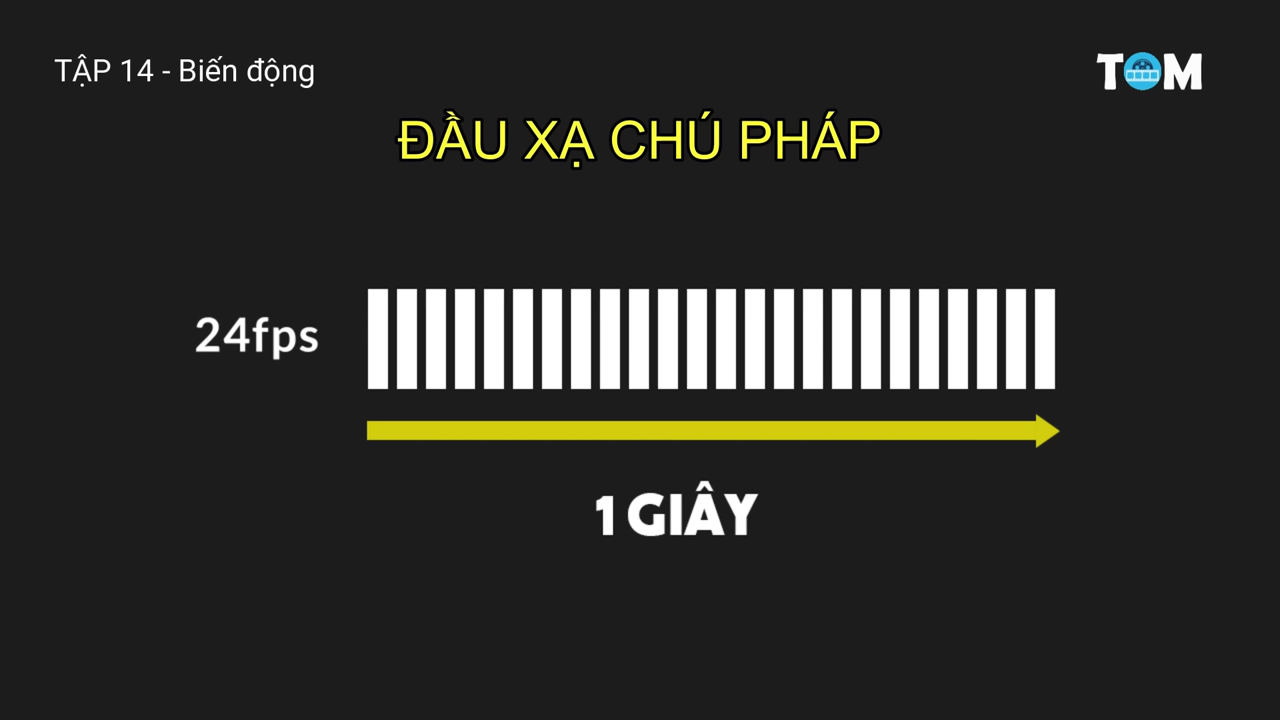 TẬP 14 - Biến động
TOM
ĐẦU XẠ CHÚ PHÁP
24fps
1 GIÂY